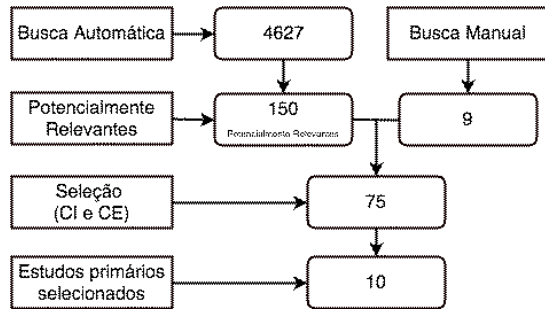 Busca Automática
4627
Busca Manual
Potencialmente
Relevantes
150
Potencialmente Relevantes
9
Seleção
(CI e CE)
75
Estudos primários
selecionados
10